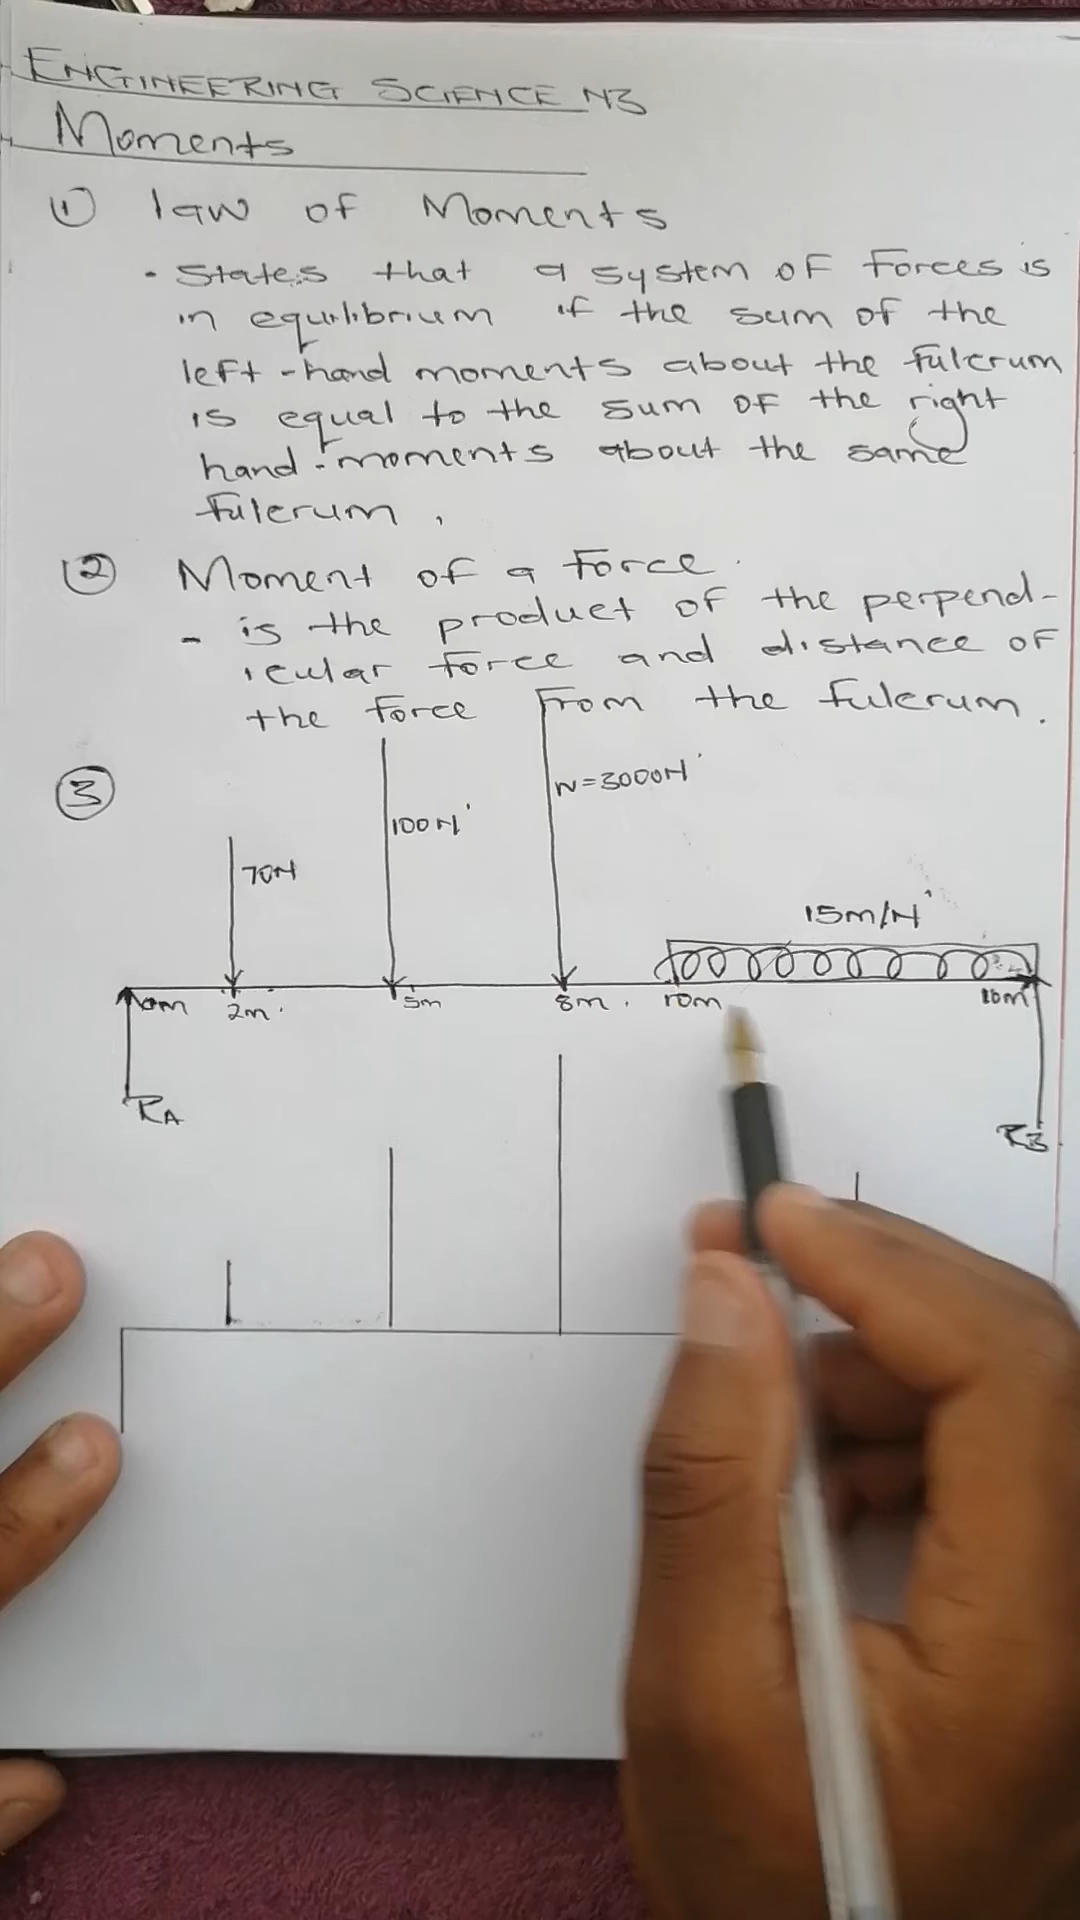 ENGINEERING SCIENCE N3
Moments
① law of Moments
· States that a system of Forces is
in equilibrium if the sum of the
left-hand moments about the fulcrum
is equal to the sum of the right
hand-moments about the same
fulcrum.
② Moment of a Force.
- is the product of the perpend-
icular force and distance of
the force From the fulcrum.
③
W=3000N
100N
70N
15m/N
0m 2m. 5m 8m. 10m 16m
RA
RB